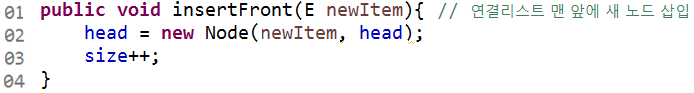 01 public void insertFront(E newItem){ // 연결리스트 맨 앞에 새 노드 삽입
02 head = new Node(newItem, head);
03 size++;
04 }